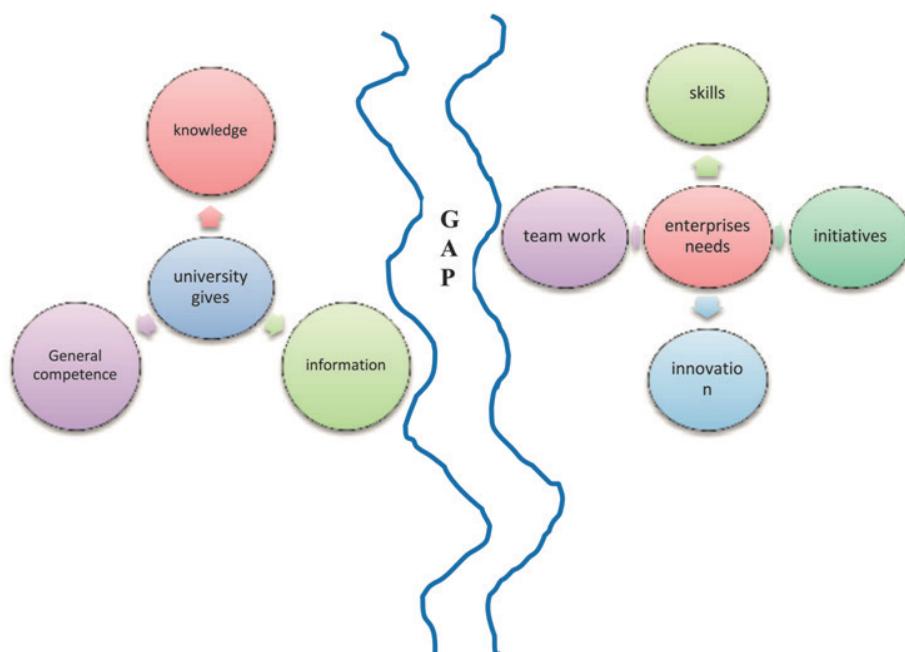 knowledge
university
gives
General
competence
information
G
A
P
skills
team work
enterprises
needs
initiatives
innovatio
n